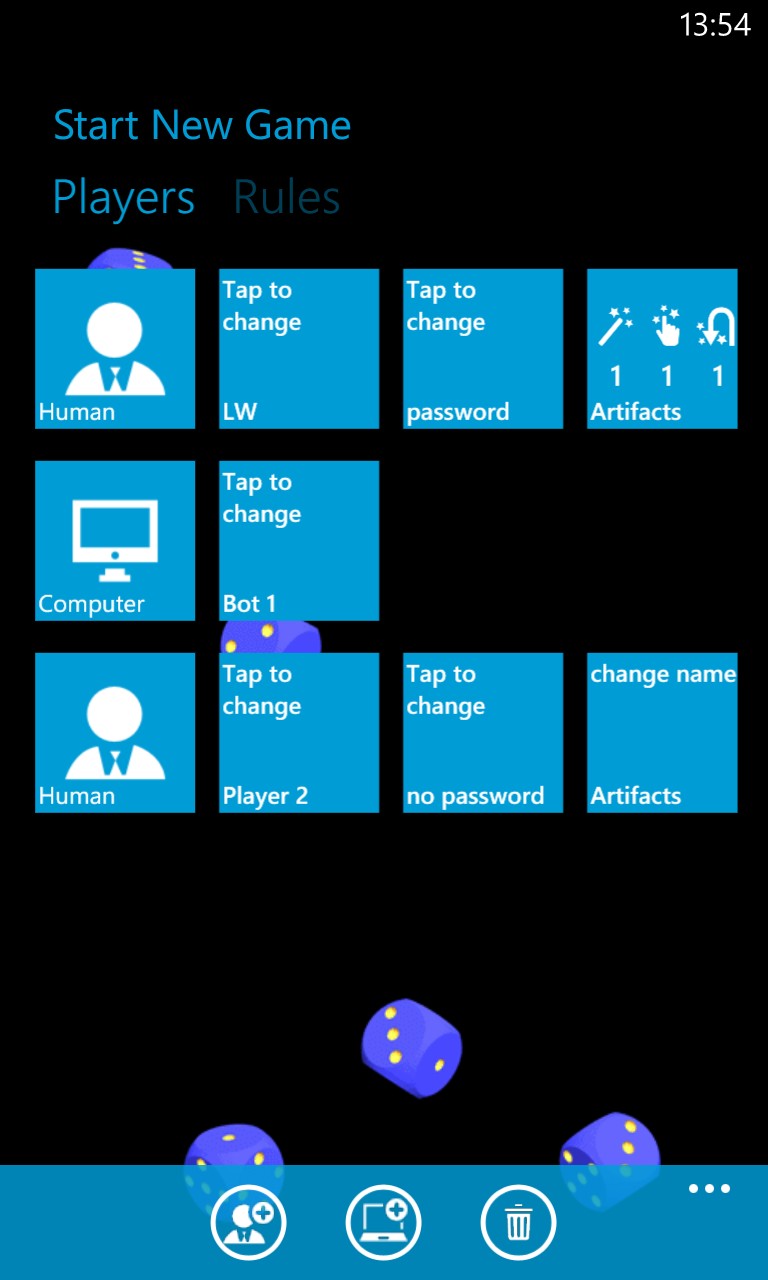 13:54
Start New Game
Players Rules
Tap to
change
Tap to
change
1 1 1
Human
LW
password
Artifacts
Tap to
change
Computer
Bot 1
Tap to
change
Tap to
change
change name
Human
Player 2
no password
Artifacts